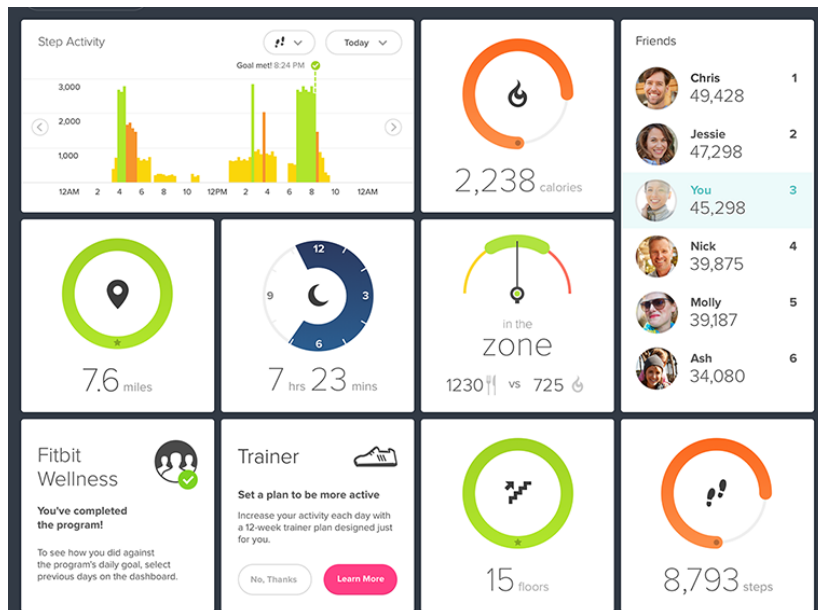 Step Activity
Today
Goal met! 8:24 PM
3,000
2,000
1,000
12AM 2 4 6 8 10 12PM 2 4 6 8 10 12AM
2,238 calories
Friends
Chris 1
49,428
Jessie 2
47,298
You 3
45,298
Nick 4
39,875
Molly 5
39,187
Ash 6
34,080
7.6 miles
12
9
3
6
7 hrs 23 mins
in the
zone
1230 vs 725
Fitbit
Wellness
You've completed
the program!
To see how you did against
the program's daily goal, select
previous days on the dashboard.
Trainer
Set a plan to be more active
Increase your activity each day with
a 12-week trainer plan designed just
for you.
No, Thanks
Learn More
15 floors
8,793 steps